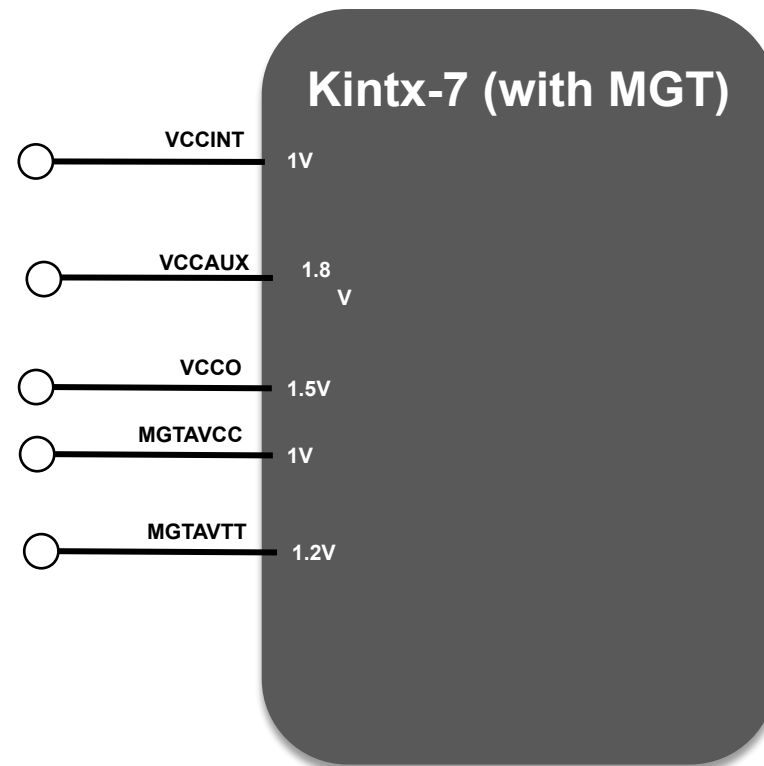 Kintx-7 (with MGT)
VCCINT
1V
VCCAUX
1.8
V
VCCO
1.5V
MGTAVCC
1V
MGTAVTT
1.2V